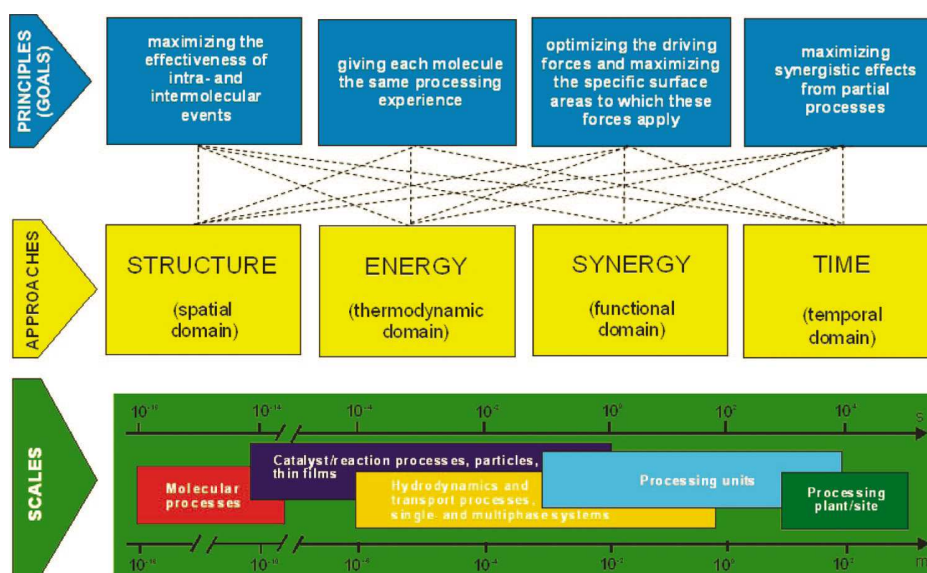 PRINCIPLES
(GOALS)
maximizing the
effectiveness of
intra- and
intermolecular
events
giving each molecule
the same processing
experience
optimizing the driving
forces and maximizing
the specific surface
areas to which these
forces apply
maximizing
synergistic effects
from partial
processes
APPROACHES
STRUCTURE
(spatial
domain)
ENERGY
(thermodynamic
domain)
SYNERGY
(functional
domain)
TIME
(temporal
domain)
SCALES
s
Molecular
processes
Catalyst/reaction processes, particles,
thin films
Hydrodynamics and
transport processes,
single- and multiphase systems
Processing units
Processing
plant/site
m